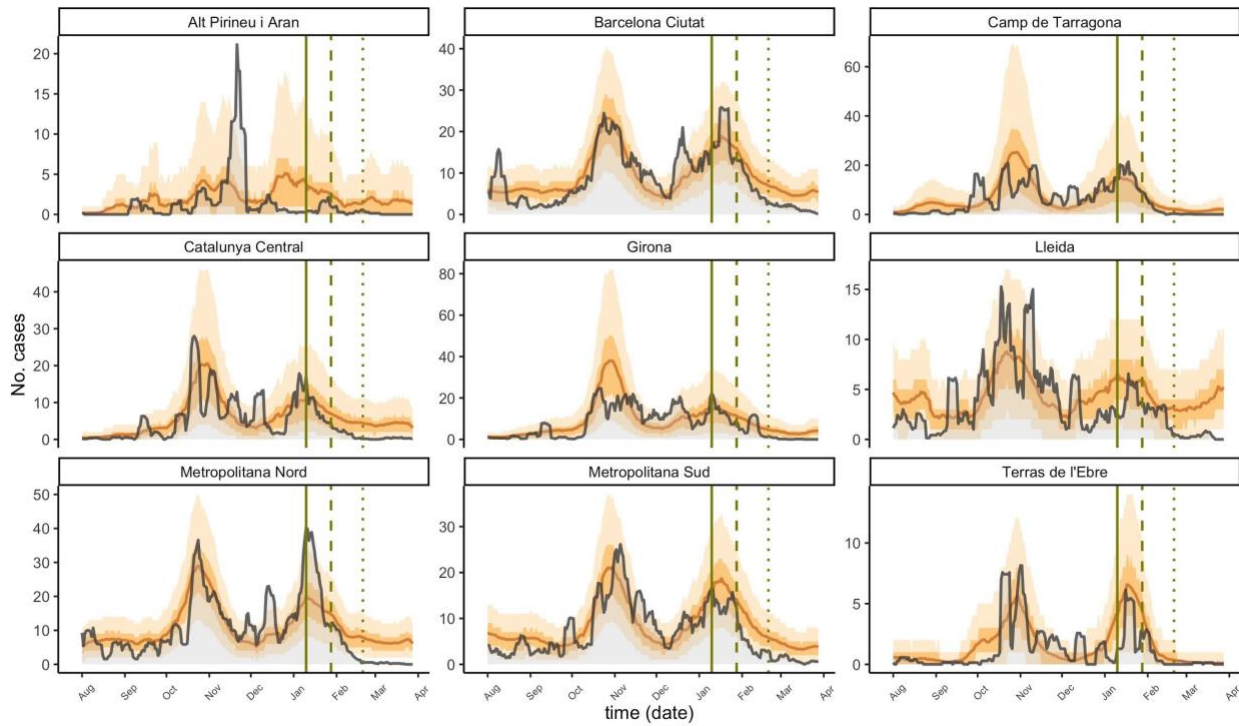 Alt Pirineu i Aran
Barcelona Ciutat
Camp de Tarragona
20
15
10
5
0
40
30
20
10
0
60
40
20
0
Catalunya Central
Girona
Lleida
No. cases
40
30
20
10
0
80
60
40
20
0
15
10
5
0
Metropolitana Nord
Metropolitana Sud
Terras de l'Ebre
50
40
30
20
10
0
30
20
10
0
10
5
0
Aug Sep Oct Nov Dec Jan Feb Mar Apr
Aug Sep Oct Nov Dec Jan Feb Mar Apr
Aug Sep Oct Nov Dec Jan Feb Mar Apr
time (date)